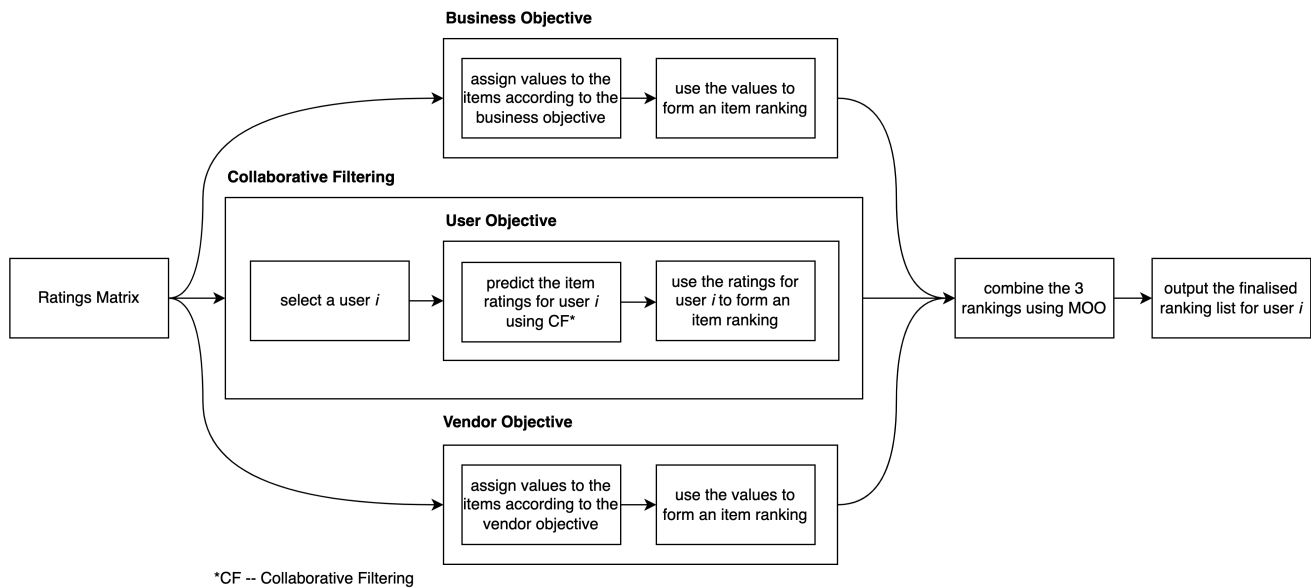 Business Objective
assign values to the
items according to the
business objective
use the values to
form an item ranking
Collaborative Filtering
User Objective
Ratings Matrix
select a user i
predict the item
ratings for user i
using CF*
use the ratings for
user i to form an
item ranking
combine the 3
rankings using MOO
output the finalised
ranking list for user i
Vendor Objective
assign values to the
items according to the
vendor objective
use the values to
form an item ranking
*CF -- Collaborative Filtering